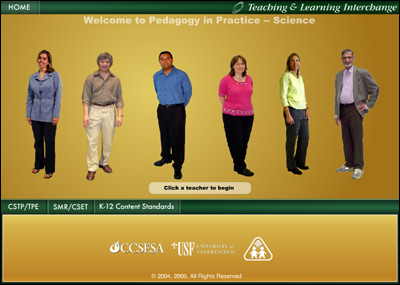 HOME
Teaching & Learning Interchange
Welcome to Pedagogy in Practice -- Science
Click a teacher to begin
CSTP/TPE SMR/CSET K-12 Content Standards
CCSESA USF UNIVERSITY of
SAN FRANCISCO
© 2004, 2005. All Rights Reserved.